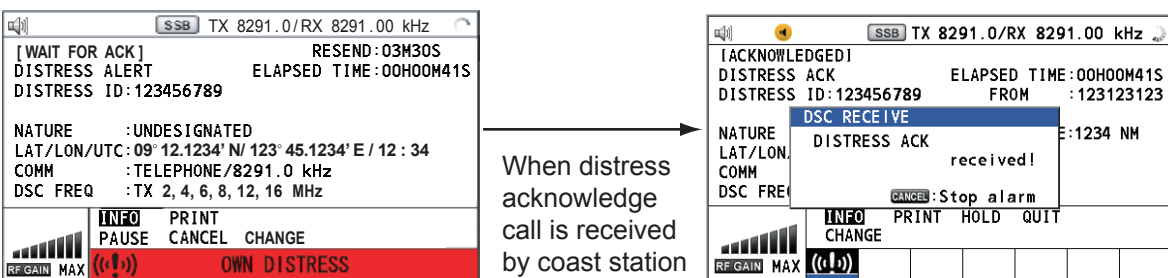 SSB TX 8291.0/RX 8291.00 kHz
[WAIT FOR ACK] RESEND:03M30S
DISTRESS ALERT ELAPSED TIME:00H00M41S
DISTRESS ID:123456789
NATURE :UNDESIGNATED
LAT/LON/UTC:09° 12.1234' N/ 123° 45.1234' E / 12 : 34
COMM :TELEPHONE/8291.0 kHz
DSC FREQ :TX 2, 4, 6, 8, 12, 16 MHz
INFO PRINT
PAUSE CANCEL CHANGE
RF GAIN MAX OWN DISTRESS
When distress
acknowledge
call is received
by coast station
SSB TX 8291.0/RX 8291.00 kHz
[ACKNOWLEDGED]
DISTRESS ACK ELAPSED TIME:00H00M41S
DISTRESS ID:123456789 FROM :123123123
DSC RECEIVE
NATURE E:1234 NM
DISTRESS ACK
LAT/LON/
received!
COMM
DSC FREQ
CANCEL:Stop alarm
INFO PRINT HOLD QUIT
CHANGE
RF GAIN MAX